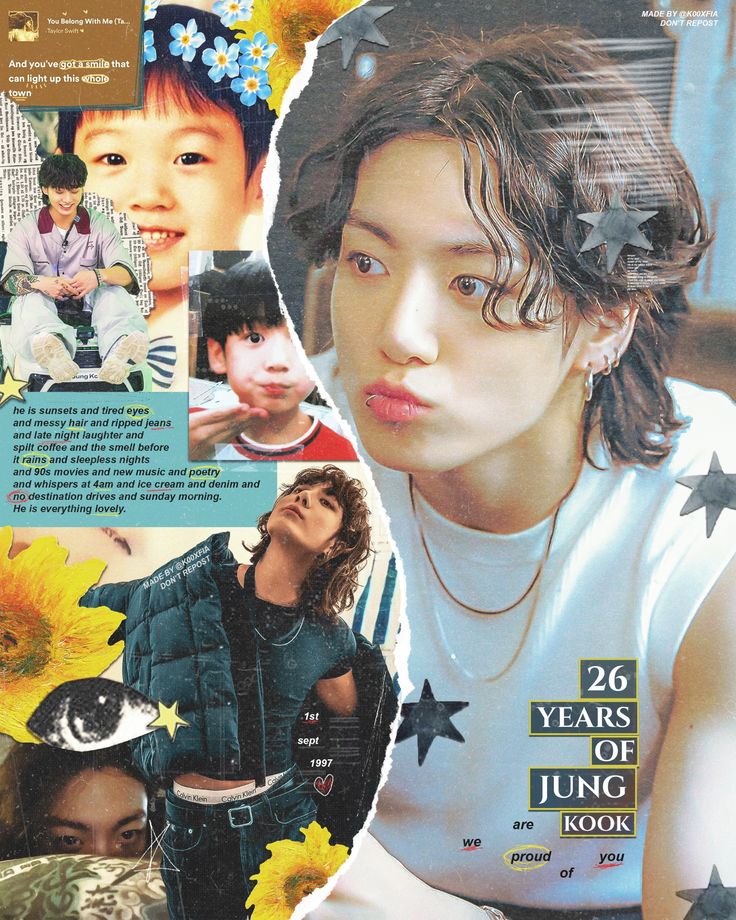 You Belong With Me (Ta...
Taylor Swift
And you've got a smile that
can light up this whole
town
MADE BY @K00XFIA
DON'T REPOST
Jung Kc
he is sunsets and tired eyes
and messy hair and ripped jeans
and late night laughter and
spilt coffee and the smell before
it rains and sleepless nights
and 90s movies and new music and poetry
and whispers at 4am and ice cream and denim and
no destination drives and sunday morning.
He is everything lovely.
MADE BY @K00XFIA
DON'T REPOST
1st
sept
1997
Calvin Klein Calvin Klein Calvin
26
YEARS
OF
JUNG
KOOK
we are
proud
of you